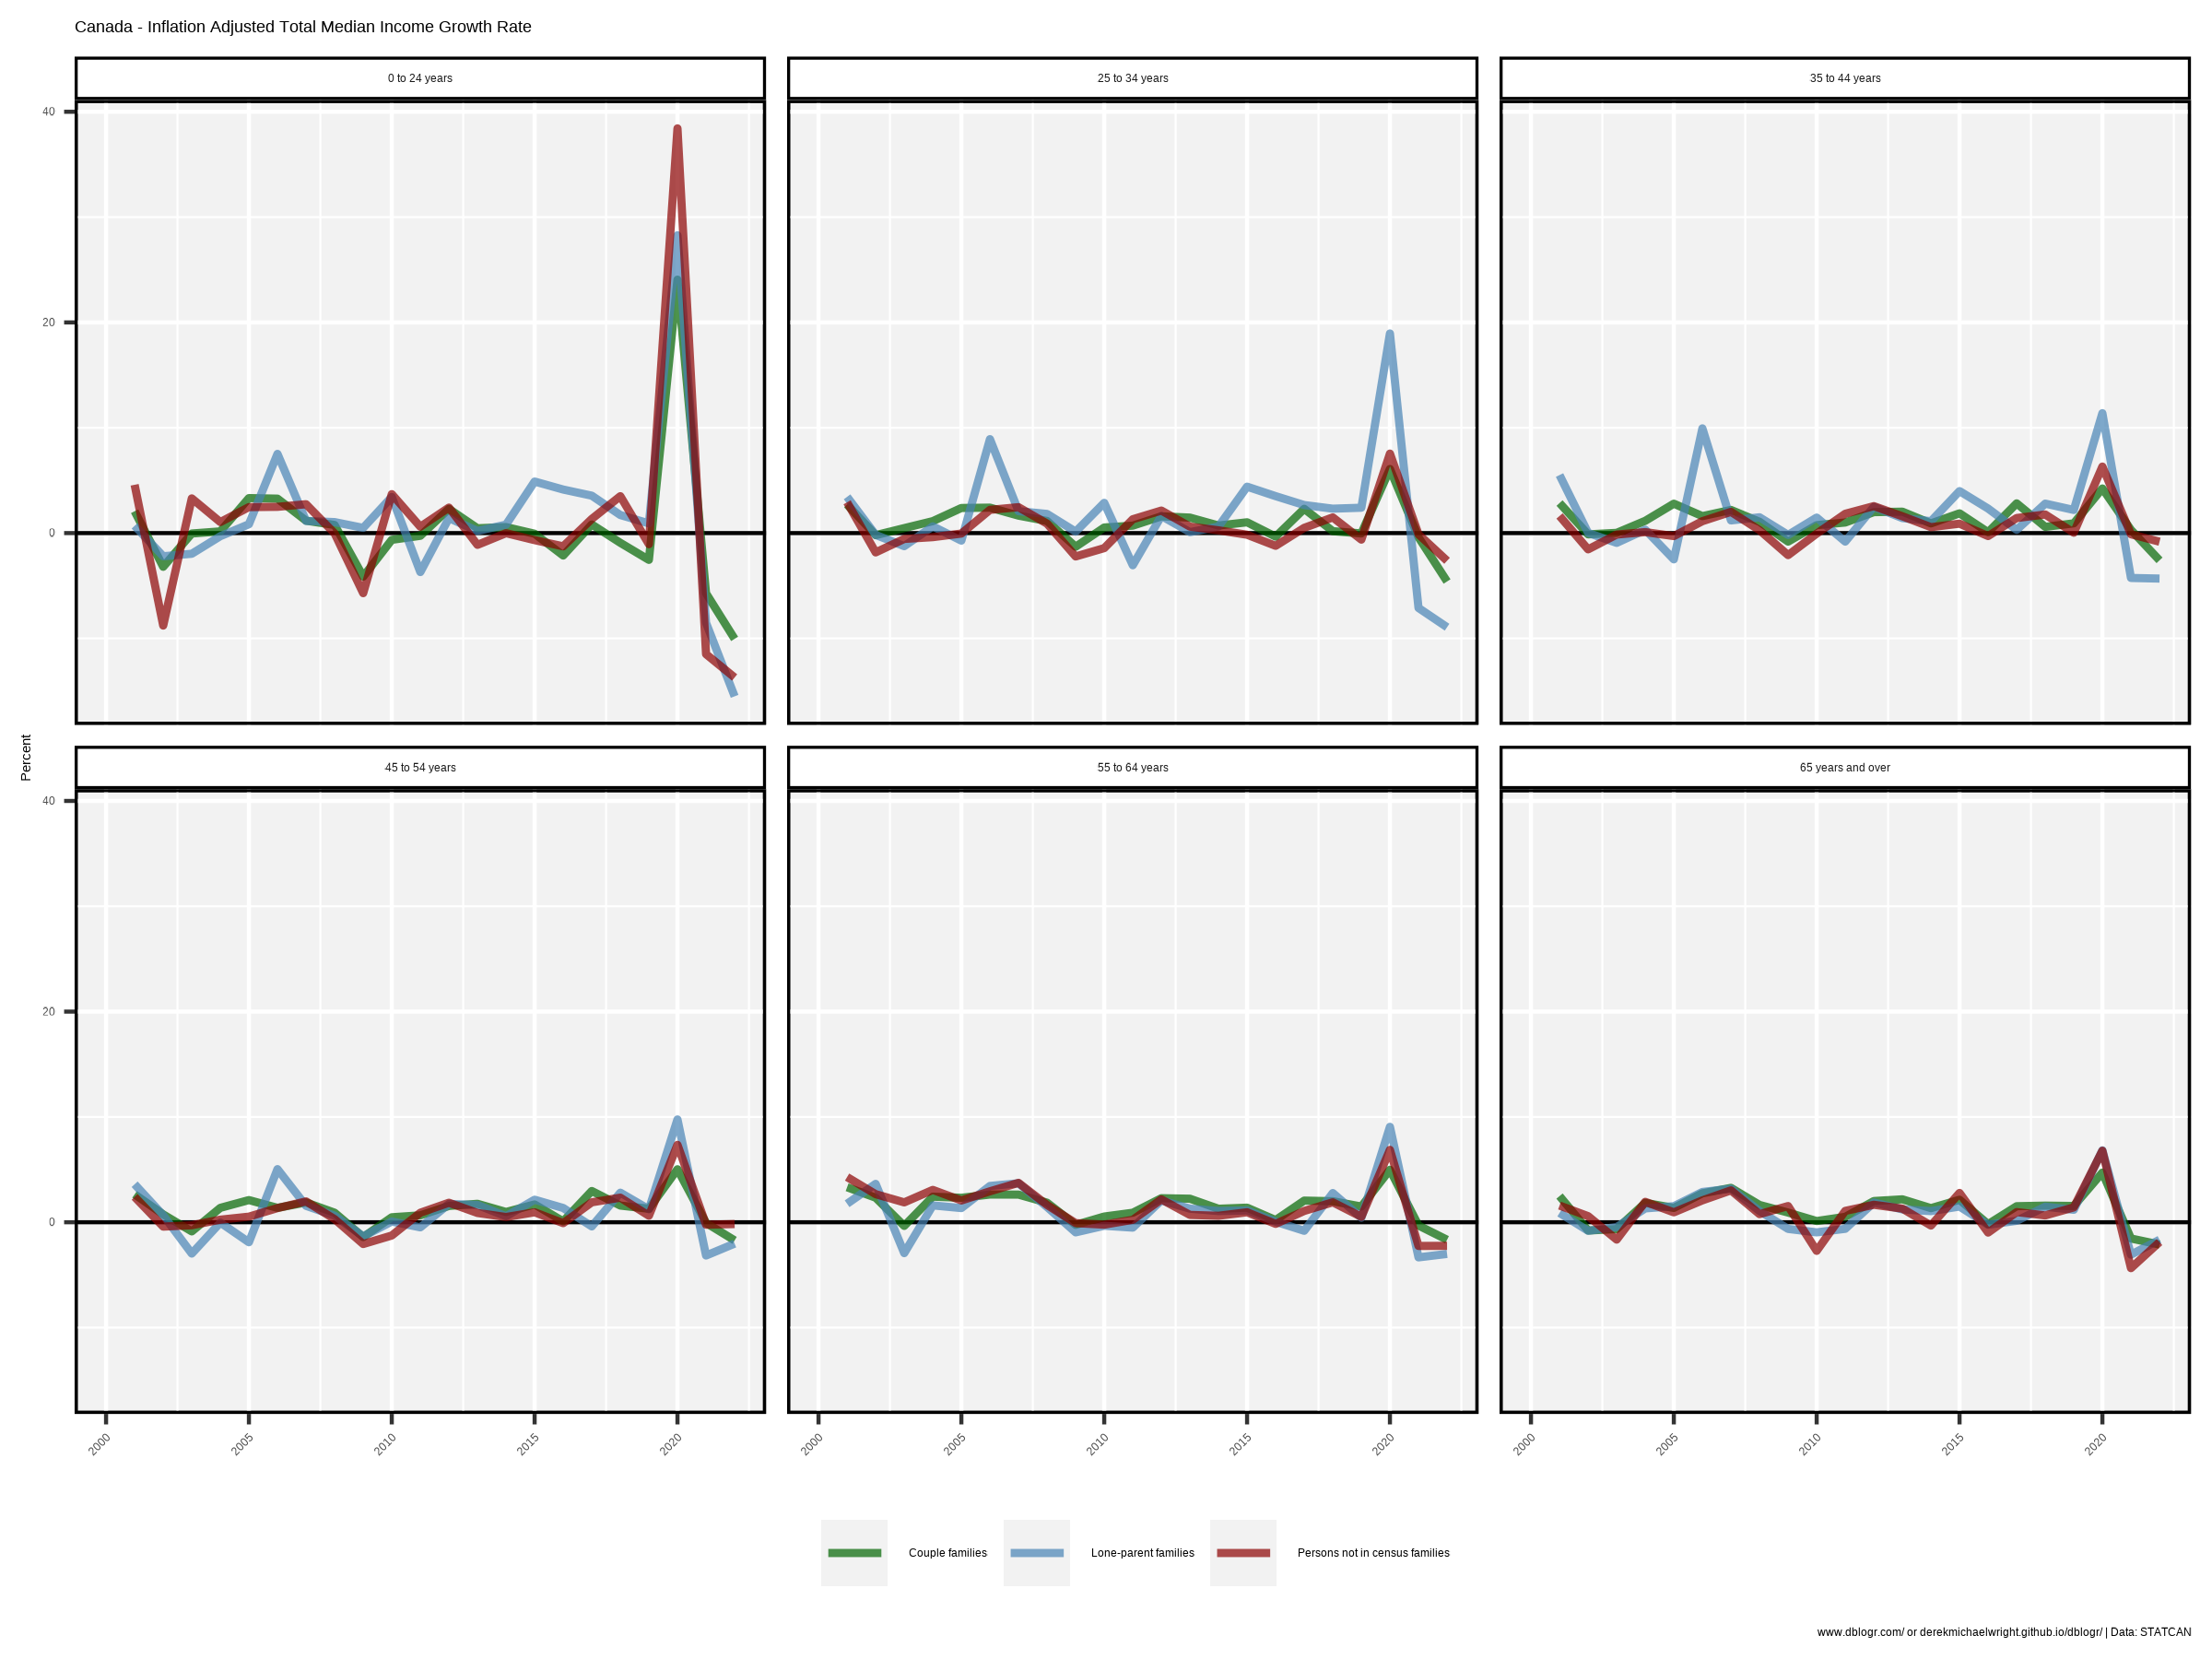 Canada - Inflation Adjusted Total Median Income Growth Rate
0 to 24 years
25 to 34 years
35 to 44 years
40
20
0
Percent
45 to 54 years
55 to 64 years
65 years and over
40
20
0
2000
2005
2010
2015
2020
2000
2005
2010
2015
2020
2000
2005
2010
2015
2020
Couple families
Lone-parent families
Persons not in census families
www.dblogr.com/ or derekmichaelwright.github.io/dblogr/ | Data: STATCAN